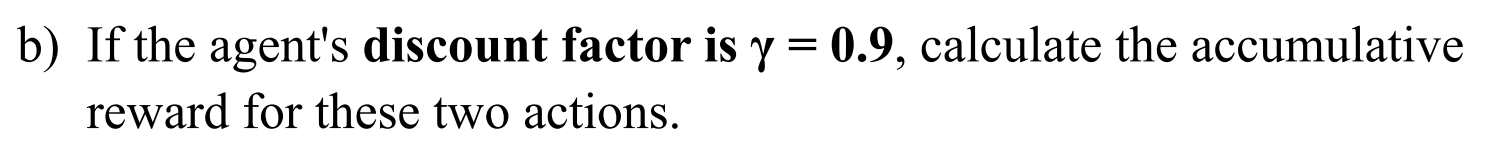 b) If the agent's discount factor is γ = 0.9, calculate the accumulative
reward for these two actions.